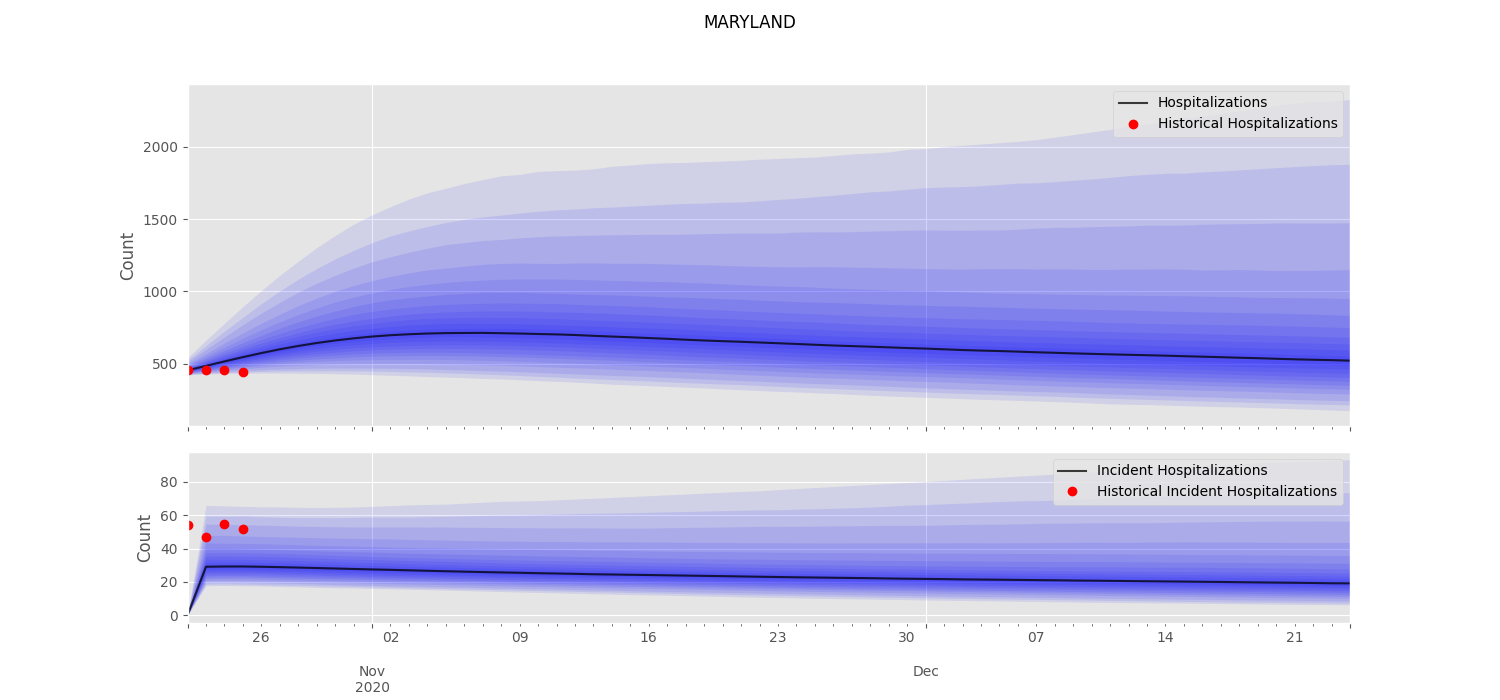 MARYLAND
Hospitalizations
Historical Hospitalizations
2000
1500
1000
500
Count
Incident Hospitalizations
Historical Incident Hospitalizations
80
60
40
20
0
Count
26 02 09 16 23 30 07 14 21
Nov Dec
2020